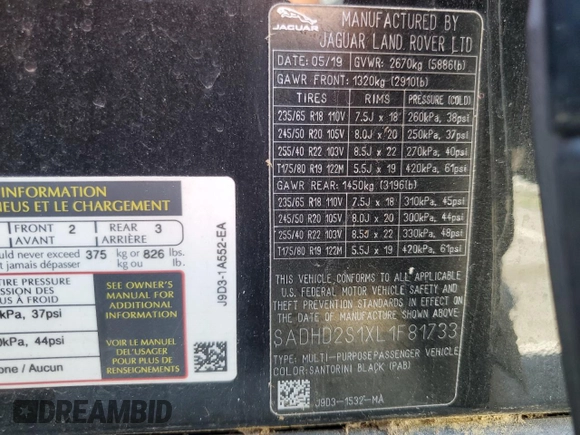 INFORMATION
NEUS ET LE CHARGEMENT
FRONT 2
AVANT
REAR 3
ARRIÈRE
uld never exceed 375 kg or 826 lbs.
t jamais dépasser kg ou lb.
TIRE PRESSURE
ESSION DES
S À FROID
kPa, 37psi
0kPa, 44psi
one / Aucun
SEE OWNER'S
MANUAL FOR
ADDITIONAL
INFORMATION
VOIR LE MANUEL
DE L'USAGER
POUR PLUS DE
RENSEIGNEMENTS
J9D3-1A552-EA
JAGUAR
MANUFACTURED BY
JAGUAR LAND ROVER LTD
DATE: 05/19 GVWR: 2670kg (5886lb)
GAWR FRONT: 1320kg (2910lb)
TIRES RIMS PRESSURE (COLD)
235/65 R18 110V 7.5J x 18 260kPa, 38psi
245/50 R20 105V 8.0J x 20 250kPa, 37psi
255/40 R22 103V 8.5J x 22 270kPa, 40psi
T175/80 R19 122M 5.5J x 19 420kPa, 61psi
GAWR REAR: 1450kg (3196lb)
235/65 R18 110V 7.5J x 18 310kPa, 45psi
245/50 R20 105V 8.0J x 20 300kPa, 44psi
255/40 R22 103V 8.5J x 22 330kPa, 48psi
T175/80 R19 122M 5.5J x 19 420kPa, 61psi
THIS VEHICLE CONFORMS TO ALL APPLICABLE
U.S. FEDERAL MOTOR VEHICLE SAFETY AND
THEFT PREVENTION STANDARDS IN EFFECT ON THE
DATE OF MANUFACTURE SHOWN ABOVE.
SADHD2S1XL1F81733
TYPE: MULTI-PURPOSE PASSENGER VEHICLE
COLOR: SANTORINI BLACK (PAB)
J9D3-1532-MA